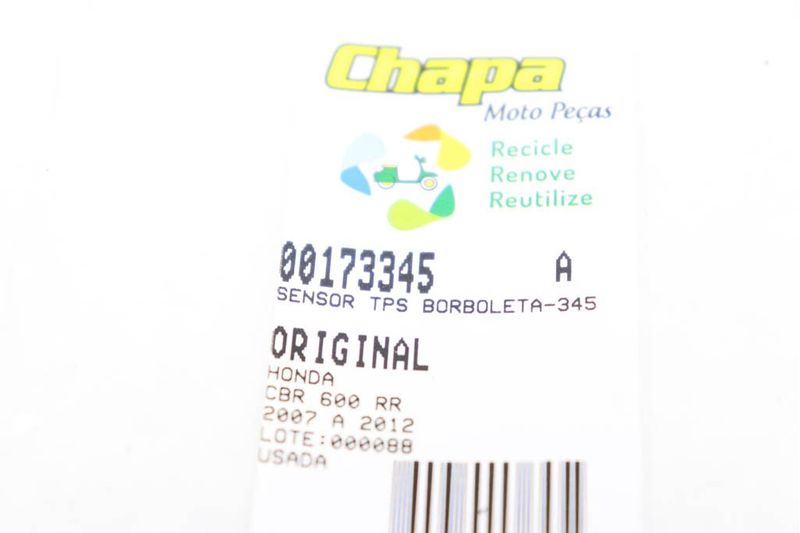 Chapa
Moto Peças
Recicle
Renove
Reutilize
00173345 A
SENSOR TPS BORBOLETA-345
ORIGINAL
HONDA
CBR 600 RR
2007 A 2012
LOTE:000088
USADA